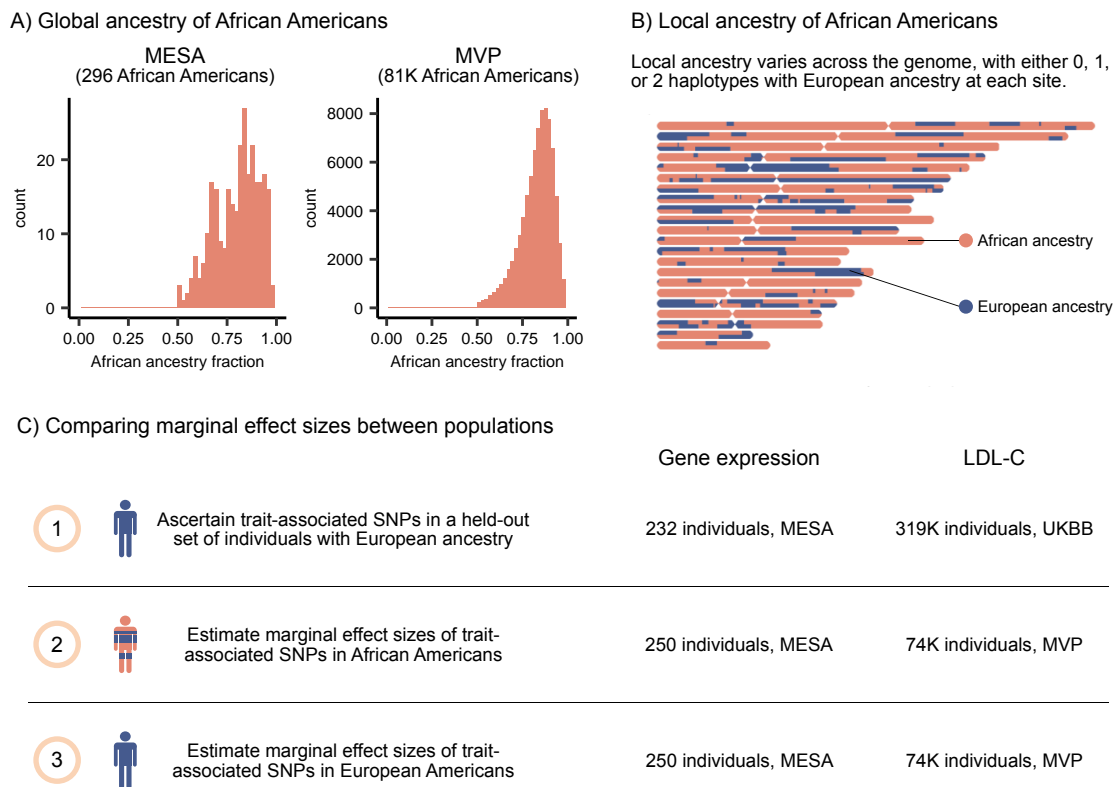 A) Global ancestry of African Americans
MESA
(296 African Americans)
count
20
10
0
0.00 0.25 0.50 0.75 1.00
African ancestry fraction
MVP
(81K African Americans)
count
8000
6000
4000
2000
0
0.00 0.25 0.50 0.75 1.00
African ancestry fraction
B) Local ancestry of African Americans
Local ancestry varies across the genome, with either 0, 1,
or 2 haplotypes with European ancestry at each site.
African ancestry
European ancestry
C) Comparing marginal effect sizes between populations
Gene expression LDL-C
1
Ascertain trait-associated SNPs in a held-out
set of individuals with European ancestry
232 individuals, MESA 319K individuals, UKBB
2
Estimate marginal effect sizes of trait-
associated SNPs in African Americans
250 individuals, MESA 74K individuals, MVP
3
Estimate marginal effect sizes of trait-
associated SNPs in European Americans
250 individuals, MESA 74K individuals, MVP